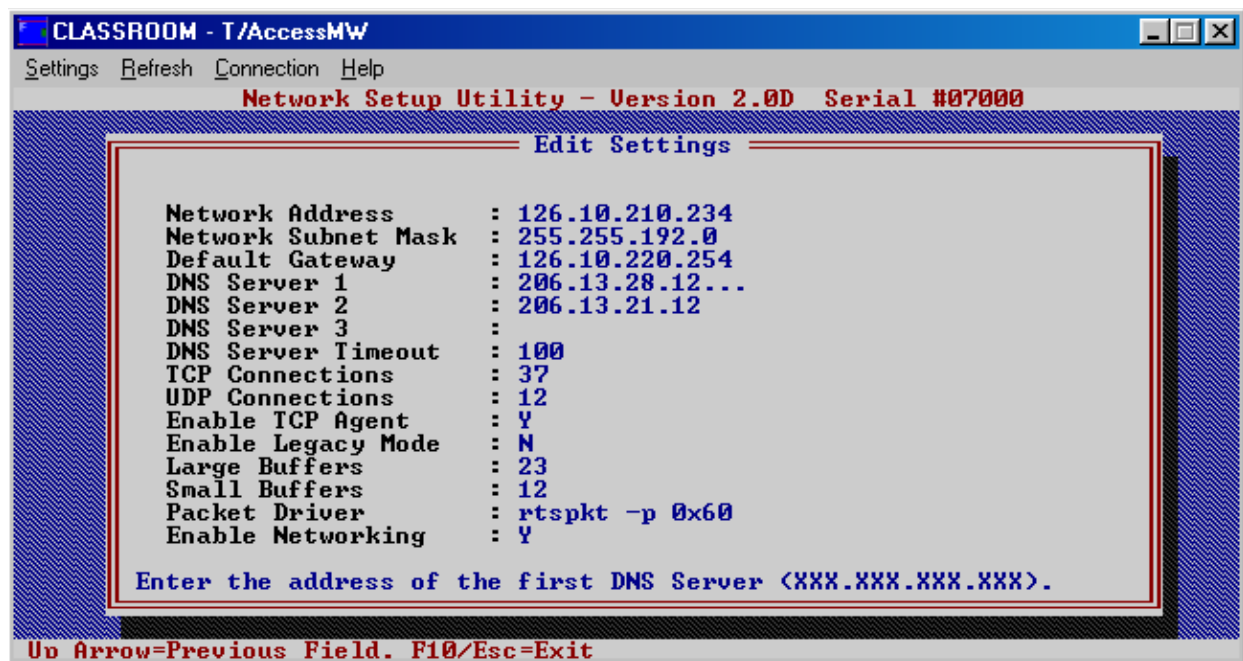 CLASSROOM - T/AccessMW
Settings Refresh Connection Help
Network Setup Utility - Version 2.0D Serial #07000
Edit Settings
Network Address : 126.10.210.234
Network Subnet Mask : 255.255.192.0
Default Gateway : 126.10.220.254
DNS Server 1 : 206.13.28.12...
DNS Server 2 : 206.13.21.12
DNS Server 3 :
DNS Server Timeout : 100
TCP Connections : 37
UDP Connections : 12
Enable TCP Agent : Y
Enable Legacy Mode : N
Large Buffers : 23
Small Buffers : 12
Packet Driver : rtspkt -p 0x60
Enable Networking : Y
Enter the address of the first DNS Server (XXX.XXX.XXX.XXX).
Up Arrow=Previous Field. F10/Esc=Exit